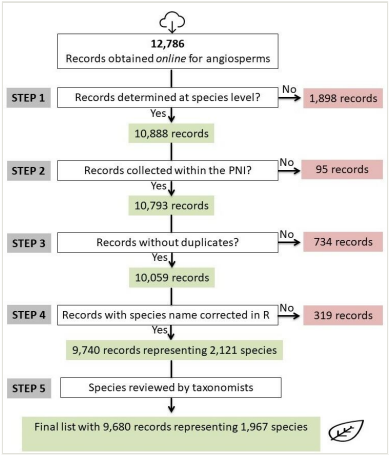 12,786
Records obtained online for angiosperms
STEP 1
Records determined at species level?
No
1,898 records
Yes
10,888 records
STEP 2
Records collected within the PNI?
No
95 records
Yes
10,793 records
STEP 3
Records without duplicates?
No
734 records
Yes
10,059 records
STEP 4
Records with species name corrected in R
No
319 records
Yes
9,740 records representing 2,121 species
STEP 5
Species reviewed by taxonomists
Final list with 9,680 records representing 1,967 species